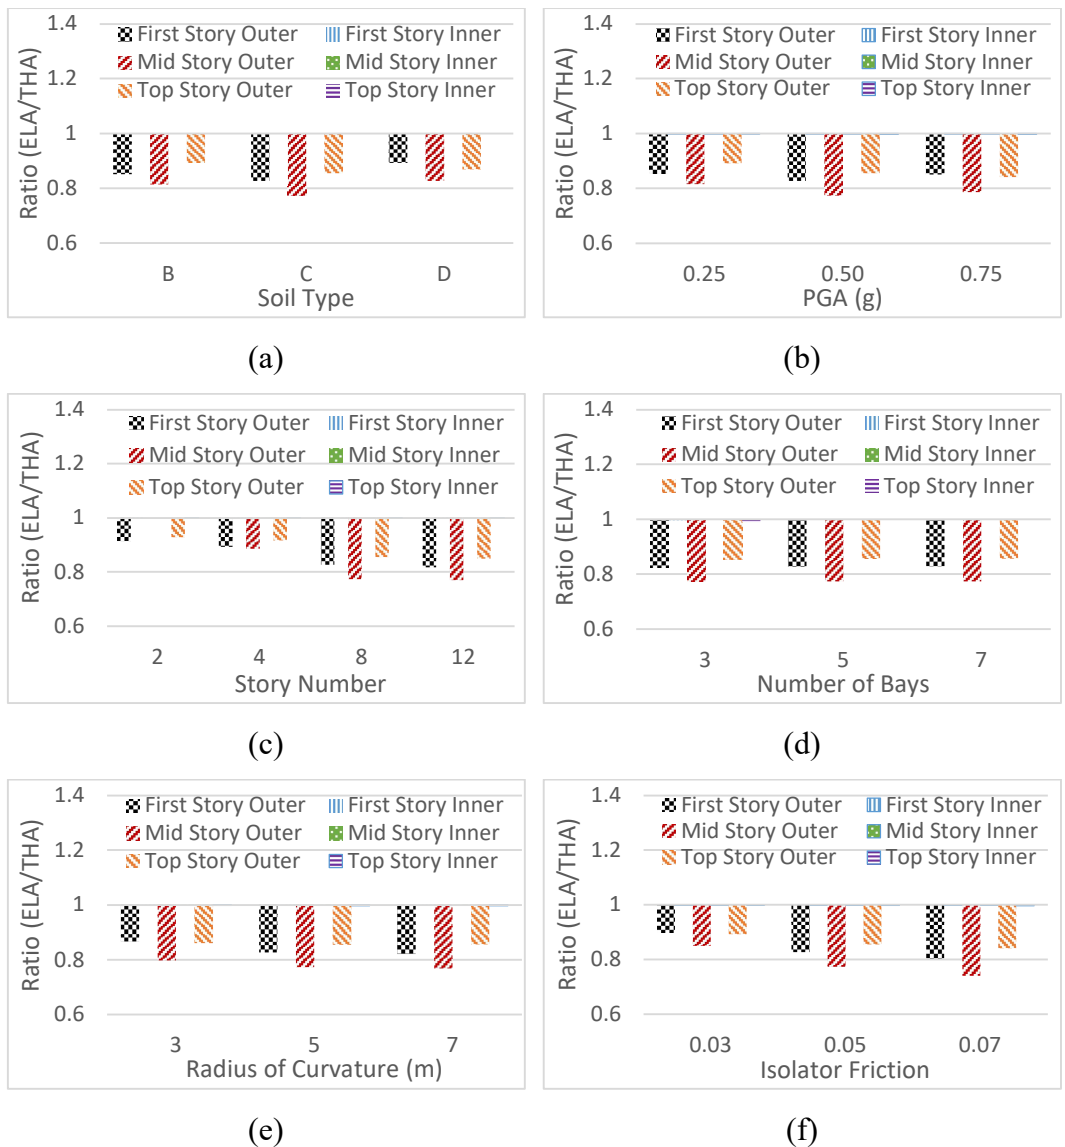 1.4
1.2
1
0.8
0.6
Ratio (ELA/THA)
First Story Outer First Story Inner
Mid Story Outer Mid Story Inner
Top Story Outer Top Story Inner
B C D
Soil Type
(a)
1.4
1.2
1
0.8
0.6
Ratio (ELA/THA)
First Story Outer First Story Inner
Mid Story Outer Mid Story Inner
Top Story Outer Top Story Inner
0.25 0.50 0.75
PGA (g)
(b)
1.4
1.2
1
0.8
0.6
Ratio (ELA/THA)
First Story Outer First Story Inner
Mid Story Outer Mid Story Inner
Top Story Outer Top Story Inner
2 4 8 12
Story Number
(c)
1.4
1.2
1
0.8
0.6
Ratio (ELA/THA)
First Story Outer First Story Inner
Mid Story Outer Mid Story Inner
Top Story Outer Top Story Inner
3 5 7
Number of Bays
(d)
1.4
1.2
1
0.8
0.6
Ratio (ELA/THA)
First Story Outer First Story Inner
Mid Story Outer Mid Story Inner
Top Story Outer Top Story Inner
3 5 7
Radius of Curvature (m)
(e)
1.4
1.2
1
0.8
0.6
Ratio (ELA/THA)
First Story Outer First Story Inner
Mid Story Outer Mid Story Inner
Top Story Outer Top Story Inner
0.03 0.05 0.07
Isolator Friction
(f)